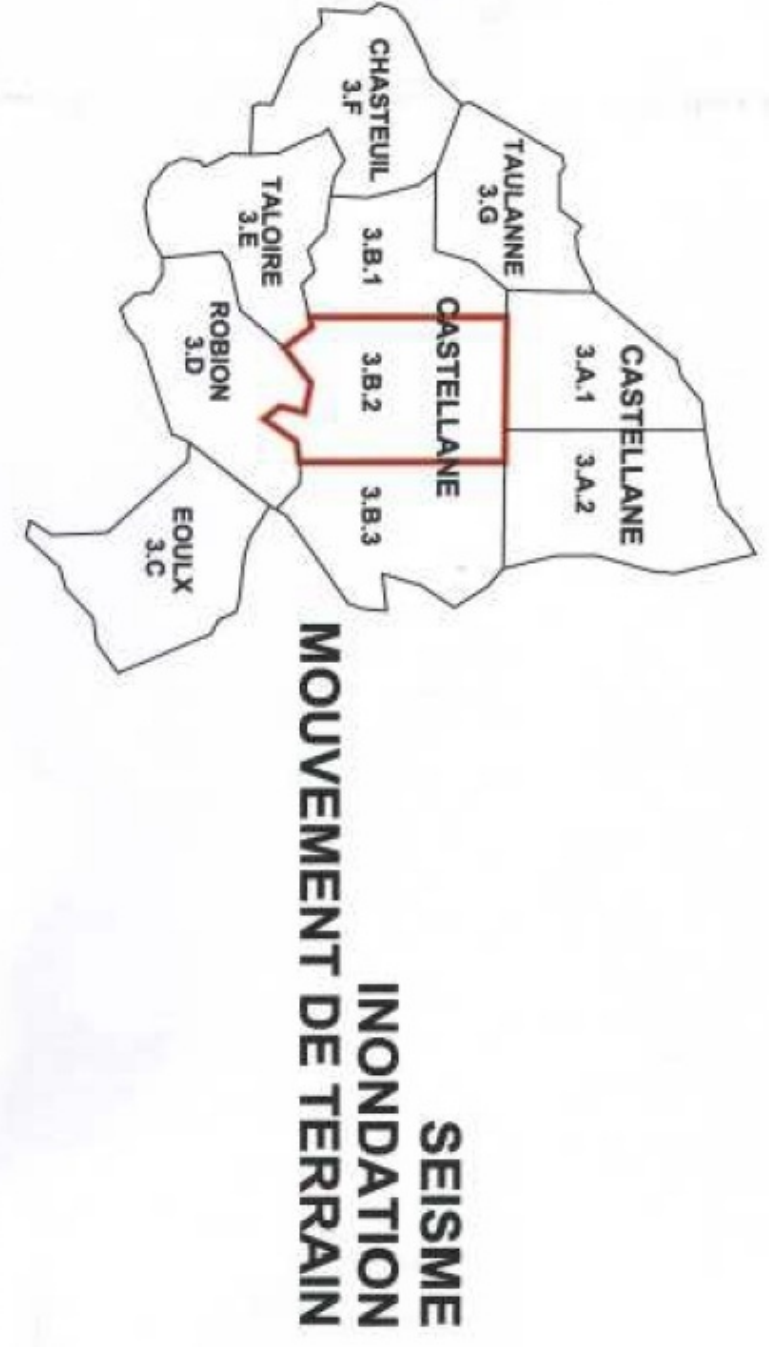 SEISME
INONDATION
MOUVEMENT DE TERRAIN
CASTELLANE
3.A.1
3.A.2
TAULANNE
3.G
CASTELLANE
CHASTEUIL
3.F
3.B.1
3.B.2
3.B.3
TALOIRE
3.E
ROBION
3.D
EOULX
3.C